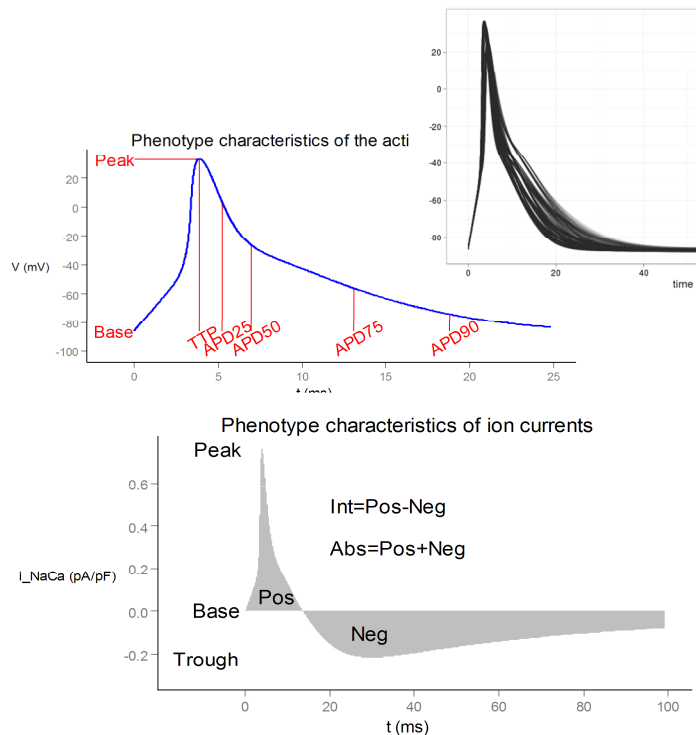 20
0
-20
-40
-60
-80
0
20
40
time
Phenotype characteristics of the acti
Peak
20
0
-20
V (mV)
-40
-60
-80
-100
Base
TTP
APD25
APD50
APD75
APD90
0
5
10
15
20
25
t (ms)
Phenotype characteristics of ion currents
Peak
0.6
Int=Pos-Neg
0.4
Abs=Pos+Neg
0.2
i_NaCa (pA/pF)
Pos
Base
0.0
Neg
Trough
-0.2
0
20
40
60
80
100
t (ms)